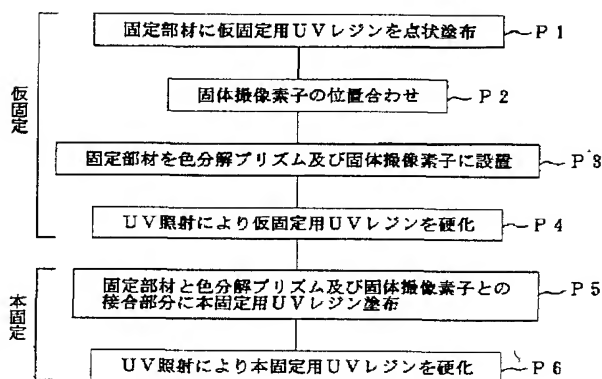 固定部材に仮固定用UVレジンを点状塗布
P1
仮固定
固体撮像素子の位置合わせ
P2
固定部材を色分解プリズム及び固体撮像素子に設置
P3
UV照射により仮固定用UVレジンを硬化
P4
本固定
固定部材と色分解プリズム及び固体撮像素子との
接合部分に本固定用UVレジン塗布
P5
UV照射により本固定用UVレジンを硬化
P6